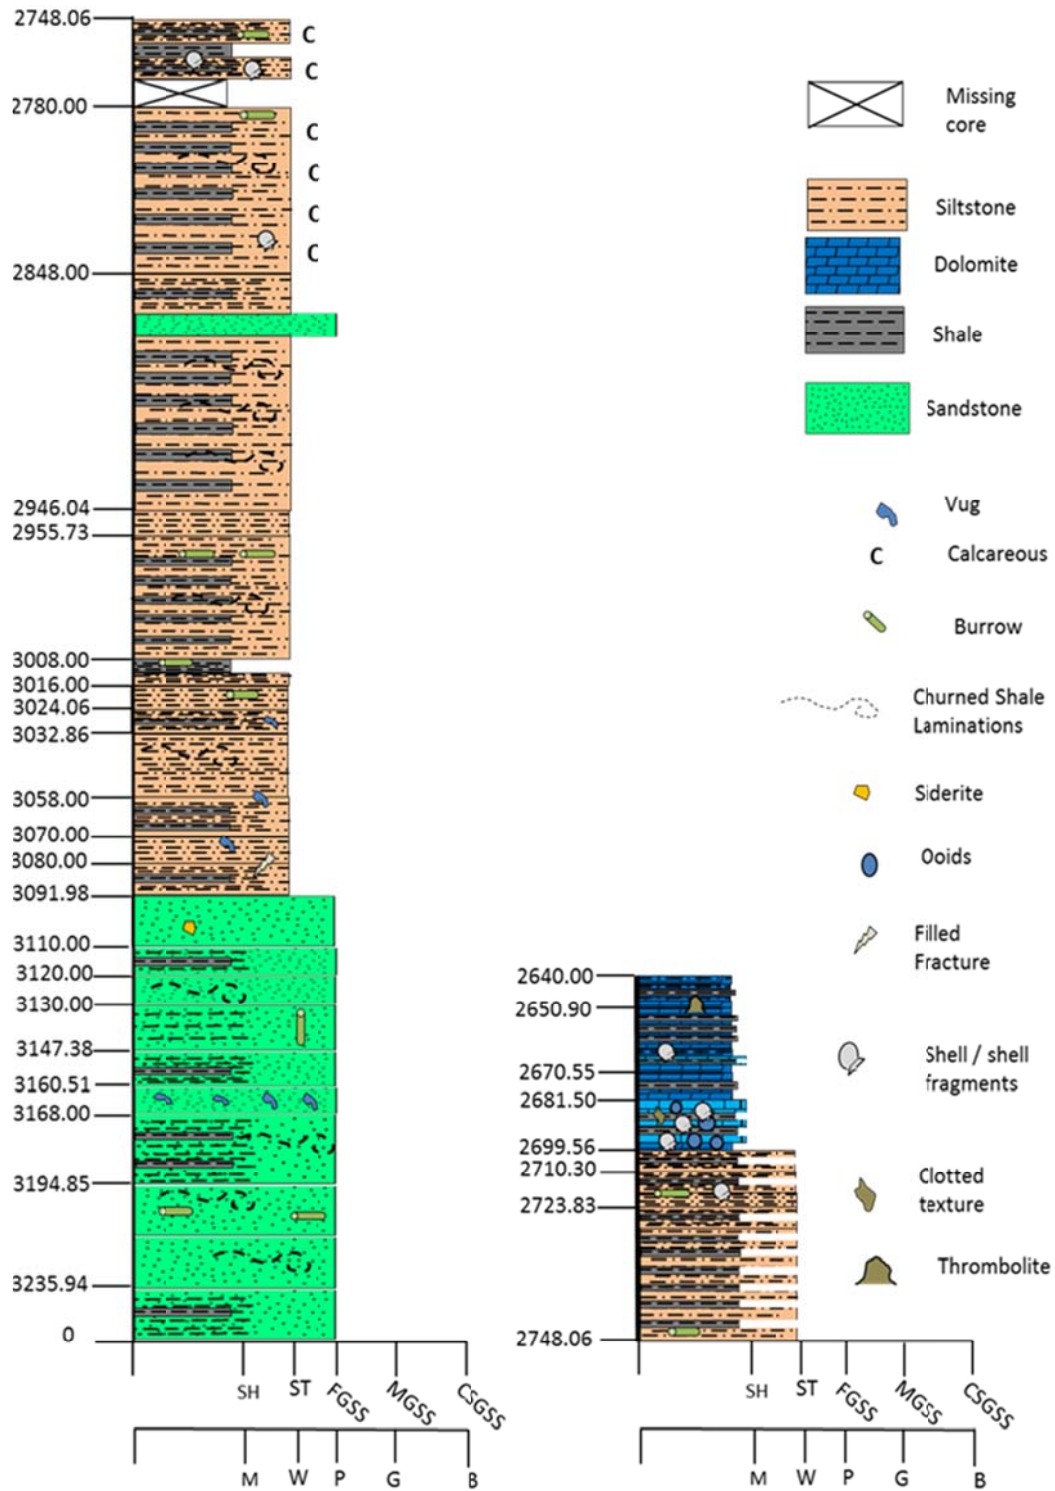 2748.06
C
C
2780.00
C
C
C
C
2848.00
2946.04
2955.73
3008.00
3016.00
3024.06
3032.86
3058.00
3070.00
3080.00
3091.98
3110.00
3120.00
3130.00
3147.38
3160.51
3168.00
3194.85
3235.94
0
SH
ST
FGSS
MGSS
CSGSS
M
W
P
G
B
Missing
core
Siltstone
Dolomite
Shale
Sandstone
Vug
C
Calcareous
Burrow
Churned Shale
Laminations
Siderite
Ooids
Filled
Fracture
Shell / shell
fragments
Clotted
texture
Thrombolite
2640.00
2650.90
2670.55
2681.50
2699.56
2710.30
2723.83
2748.06
SH
ST
FGSS
MGSS
CSGSS
M
W
P
G
B